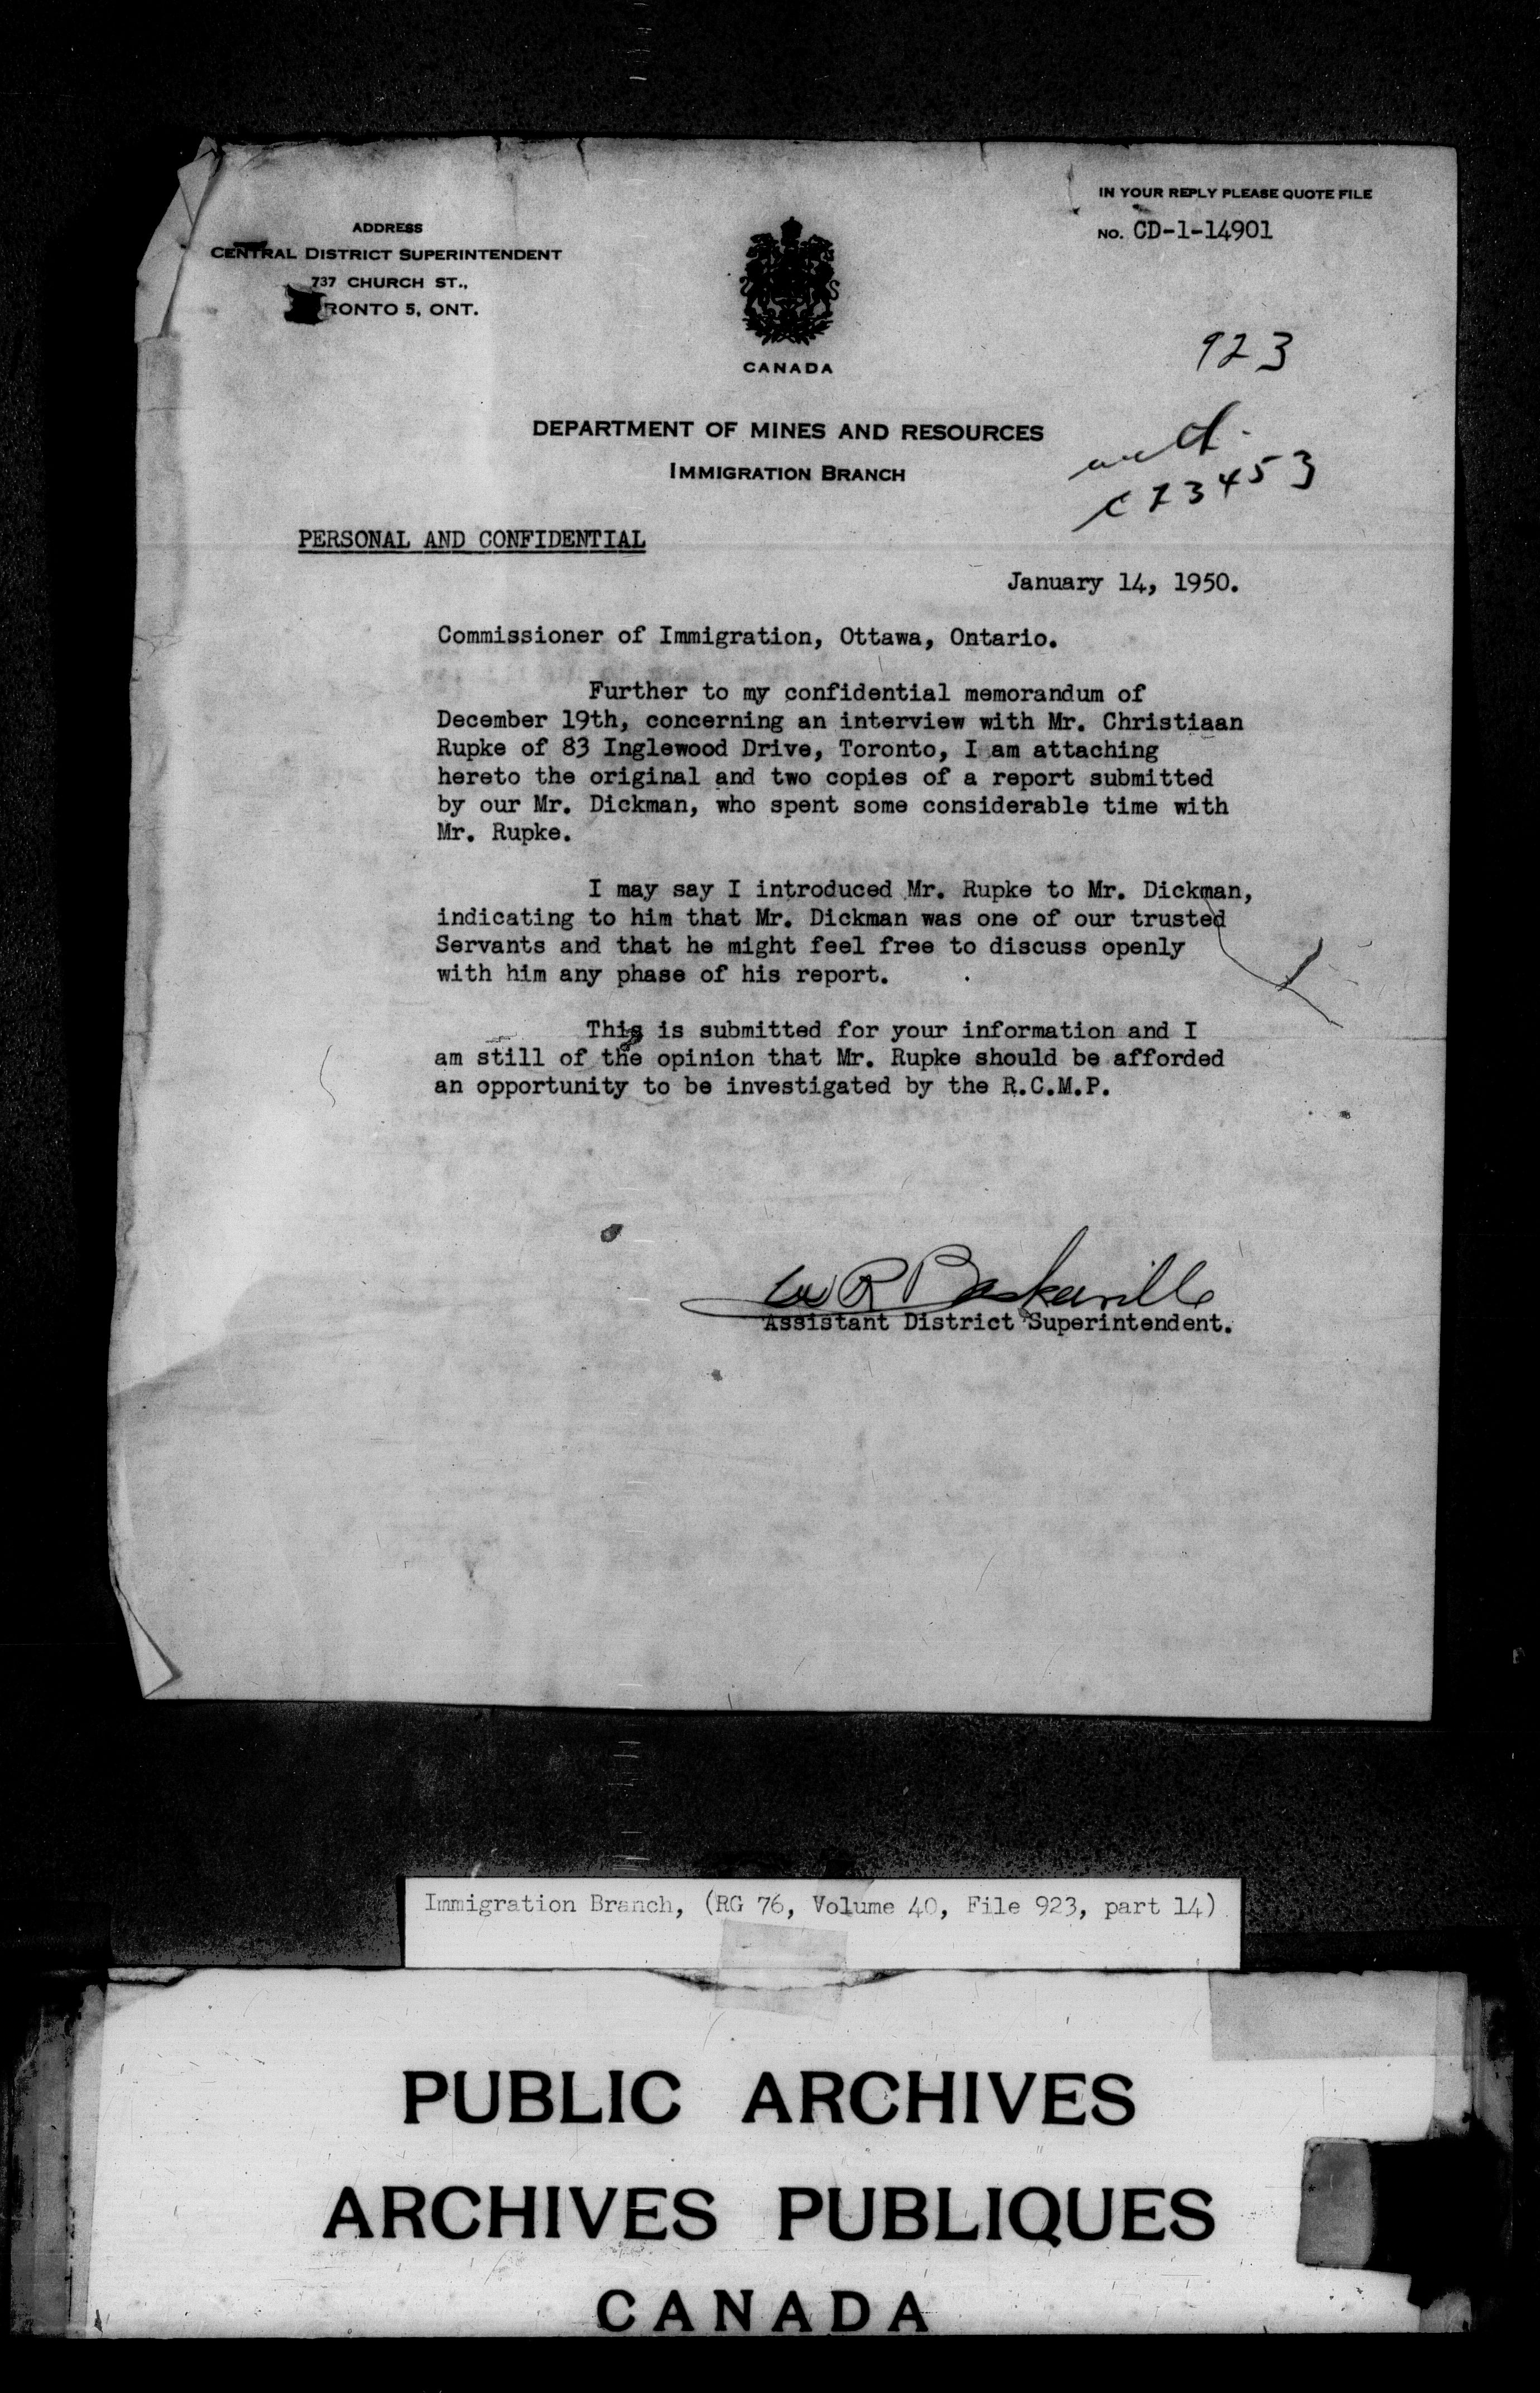 IN YOUR REPLY PLEASE QUOTE FILE
NO. CD-1-14901
ADDRESS
CENTRAL DISTRICT SUPERINTENDENT
737 CHURCH ST.,
RONTO 5, ONT.
CANADA
923
C73453
DEPARTMENT OF MINES AND RESOURCES
IMMIGRATION BRANCH
PERSONAL AND CONFIDENTIAL
January 14, 1950.
Commissioner of Immigration, Ottawa, Ontario.
Further to my confidential memorandum of
December 19th, concerning an interview with Mr. Christiaan
Rupke of 83 Inglewood Drive, Toronto, I am attaching
hereto the original and two copies of a report submitted
by our Mr. Dickman, who spent some considerable time with
Mr. Rupke.
I may say I introduced Mr. Rupke to Mr. Dickman,
indicating to him that Mr. Dickman was one of our trusted
Servants and that he might feel free to discuss openly
with him any phase of his report.
This is submitted for your information and I
am still of the opinion that Mr. Rupke should be afforded
an opportunity to be investigated by the R.C.M.P.
W R Baskerville
Assistant District Superintendent.
Immigration Branch, (RG 76, Volume 40, File 923, part 14)
PUBLIC ARCHIVES
ARCHIVES PUBLIQUES
CANADA